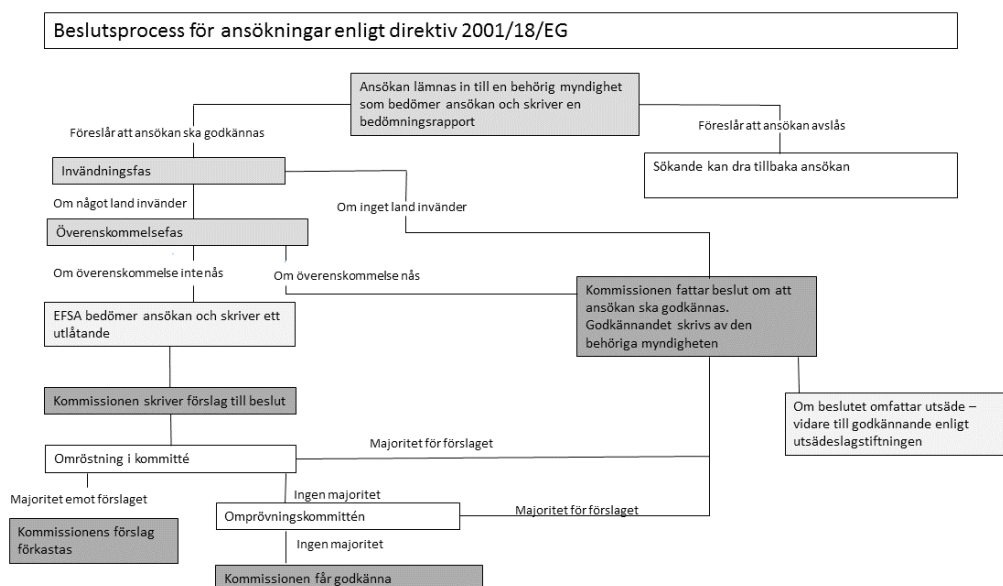 Beslutsprocess för ansökningar enligt direktiv 2001/18/EG
Ansökan lämnas in till en behörig myndighet
som bedömer ansökan och skriver en
bedömningsrapport
Föreslår att ansökan ska godkännas
Föreslår att ansökan avslås
Invändningsfas
Sökande kan dra tillbaka ansökan
Om något land invänder
Om inget land invänder
Överenskommelsefas
Om överenskommelse inte nås
Om överenskommelse nås
Kommissionen fattar beslut om att
ansökan ska godkännas.
Godkännandet skrivs av den
behöriga myndigheten
EFSA bedömer ansökan och skriver ett
utlåtande
Kommissionen skriver förslag till beslut
Om beslutet omfattar utsäde –
vidare till godkännande enligt
utsädeslagstiftningen
Omröstning i kommitté
Majoritet för förslaget
Majoritet emot förslaget
Ingen majoritet
Omprövningskommittén
Majoritet för förslaget
Kommissionens förslag
förkastas
Ingen majoritet
Kommissionen får godkänna